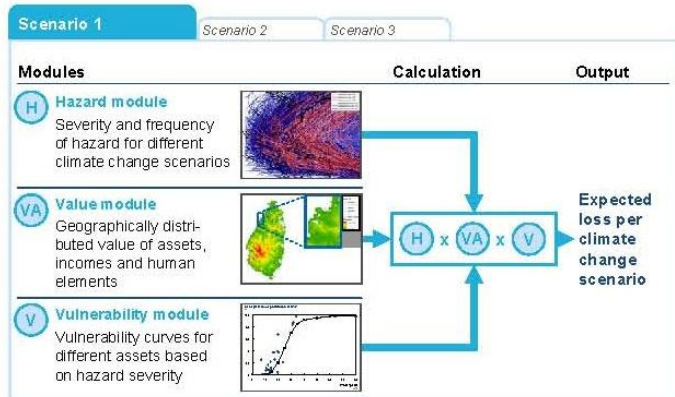 Scenario 1
Scenario 2
Scenario 3
Modules
Calculation
Output
H
Hazard module
Severity and frequency
of hazard for different
climate change scenarios
VA
Value module
Geographically distri-
buted value of assets,
incomes and human
elements
V
Vulnerability module
Vulnerability curves for
different assets based
on hazard severity
H x VA x V
Expected
loss per
climate
change
scenario